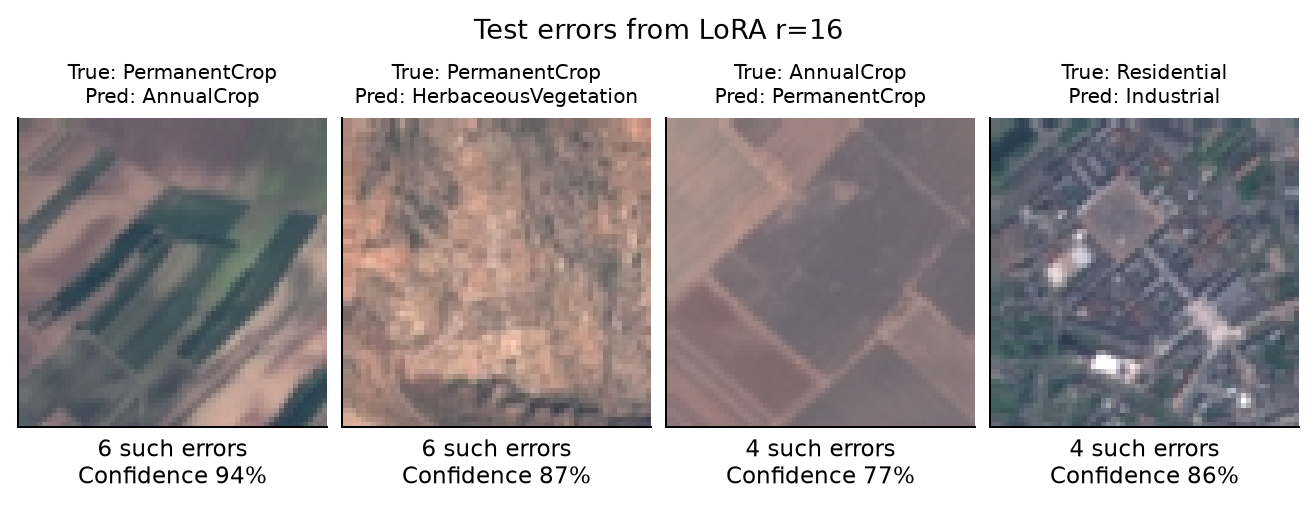 Test errors from LoRA r=16
True: PermanentCrop
Pred: AnnualCrop
True: PermanentCrop
Pred: HerbaceousVegetation
True: AnnualCrop
Pred: PermanentCrop
True: Residential
Pred: Industrial
6 such errors
Confidence 94%
6 such errors
Confidence 87%
4 such errors
Confidence 77%
4 such errors
Confidence 86%